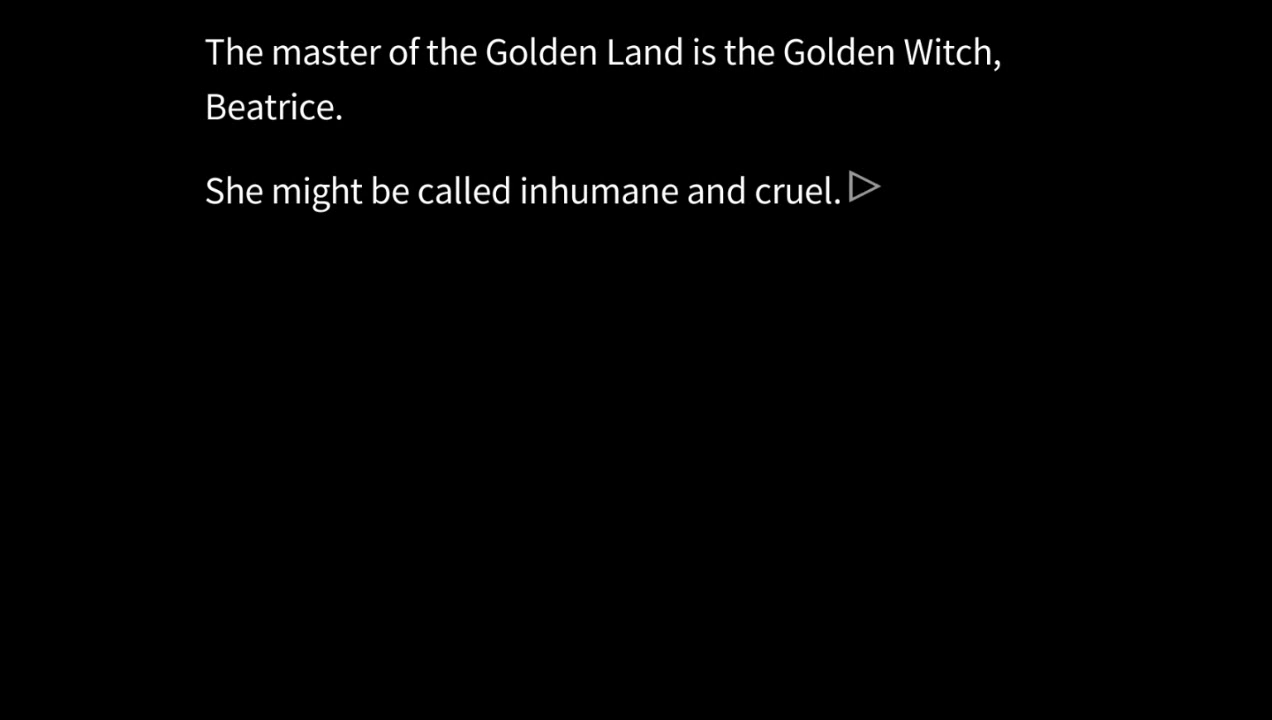 The master of the Golden Land is the Golden Witch,
Beatrice.
She might be called inhumane and cruel.